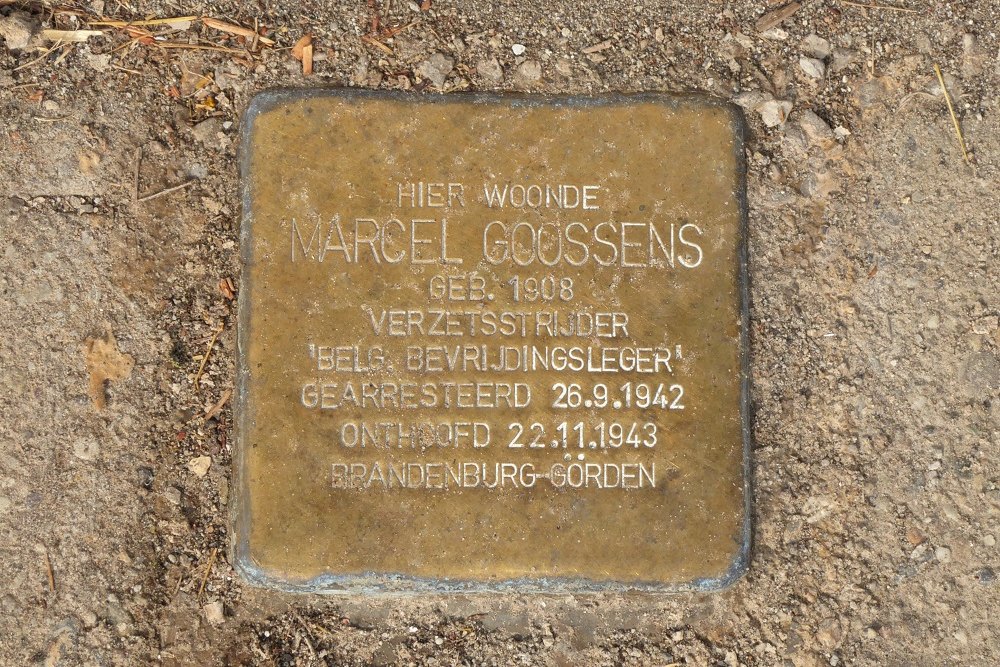 HIER WOONDE
MARCEL GOOSSENS
GEB. 1908
VERZETSSTRIJDER
'BELG. BEVRIJDINGSLEGER'
GEARRESTEERD 26.9.1942
ONTHOOFD 22.11.1943
BRANDENBURG-GÖRDEN